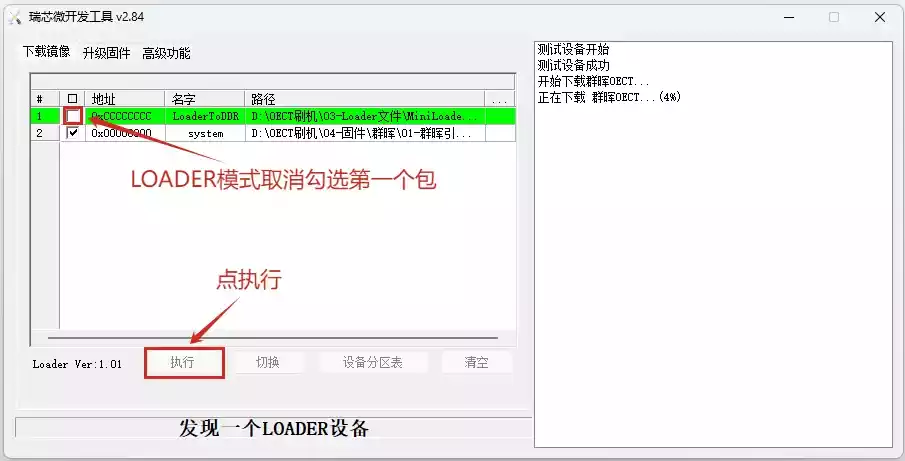 瑞芯微开发工具 v2.84
下载镜像 升级固件 高级功能
# 地址 名字 路径 ...
1 0xCCCCCCCC LoaderToDDR D:\OECT刷机\03-Loader文件\MiniLoade...
2 0x00000000 system D:\OECT刷机\04-固件\群晖\01-群晖引...
LOADER模式取消勾选第一个包
点执行
Loader Ver:1.01 执行 切换 设备分区表 清空
发现一个LOADER设备
测试设备开始
测试设备成功
开始下载群晖OECT...
正在下载 群晖OECT...(4%)